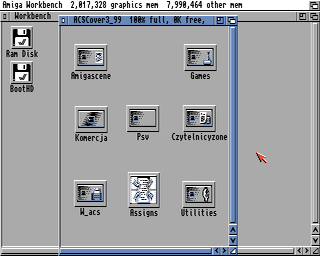 Amiga Workbench 2,017,328 graphics mem 7,990,464 other mem
Workbench
ACSCover3_99 100% full, 0K free,
Ram Disk
BootHD
Amigascene
Games
Komercja
Psv
Czytelnicyzone
W_acs
Assigns
Utilities